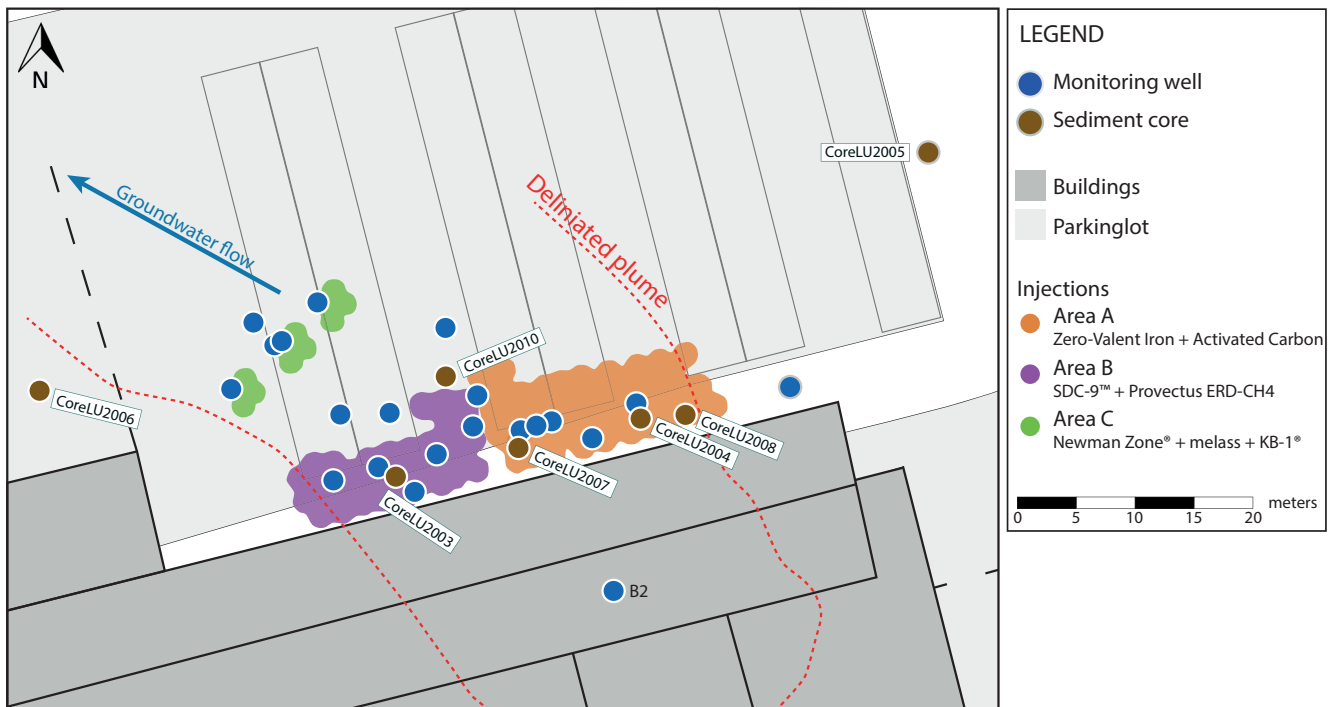 N
Groundwater flow
Deliniated plume
CoreLU2005
CoreLU2010
CoreLU2006
CoreLU2008
CoreLU2004
CoreLU2007
CoreLU2003
B2
LEGEND
Monitoring well
Sediment core
Buildings
Parkinglot
Injections
Area A
Zero-Valent Iron + Activated Carbon
Area B
SDC-9™ + Provectus ERD-CH4
Area C
Newman Zone® + melass + KB-1®
meters
0 5 10 15 20